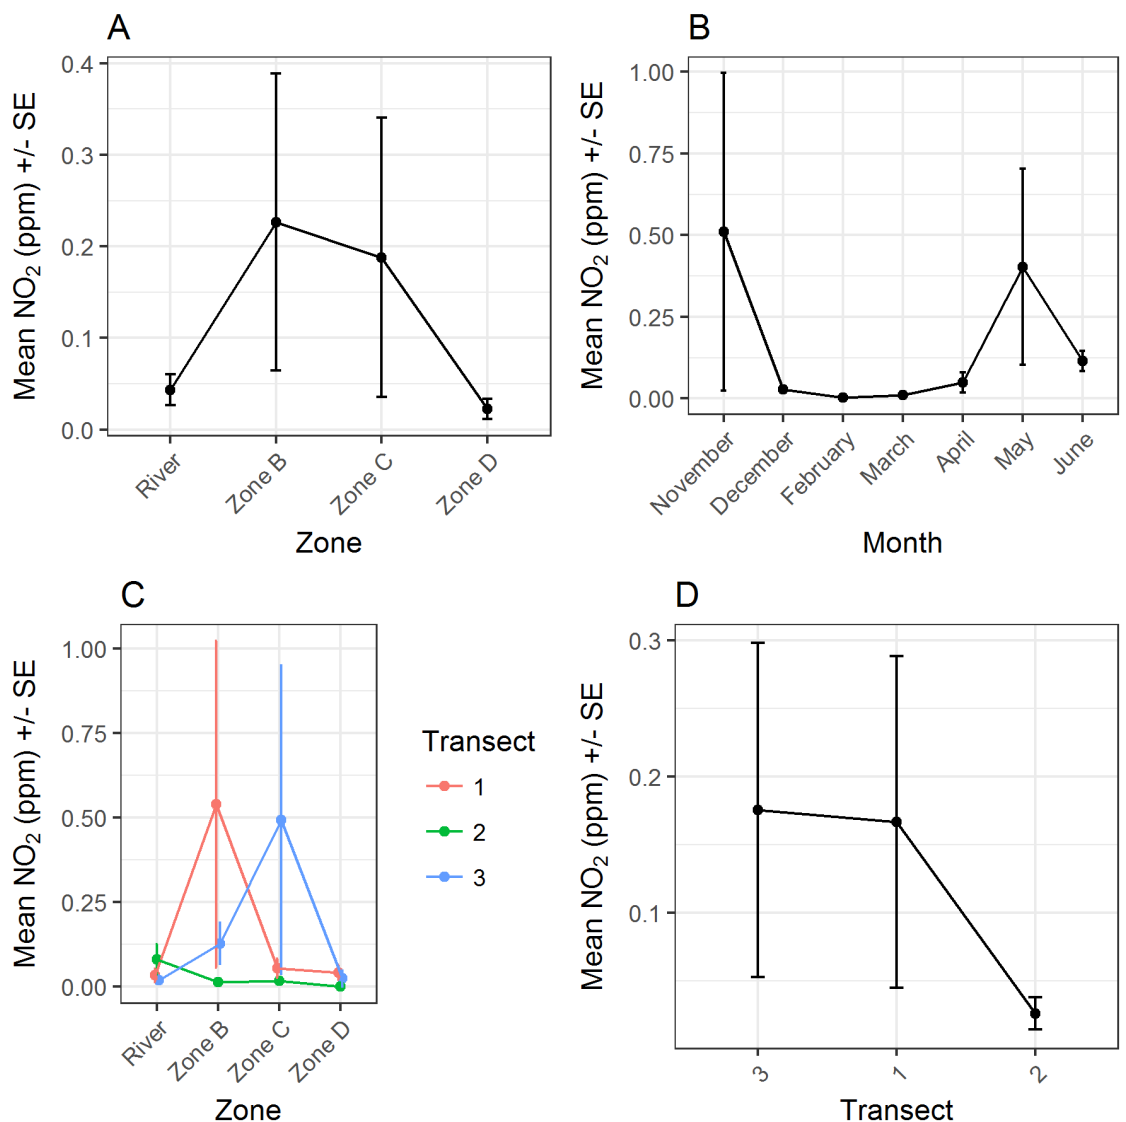 A
Mean NO₂ (ppm) +/- SE
0.4
0.3
0.2
0.1
0.0
River
Zone B
Zone C
Zone D
Zone
B
Mean NO₂ (ppm) +/- SE
1.00
0.75
0.50
0.25
0.00
November
December
February
March
April
May
June
Month
C
Mean NO₂ (ppm) +/- SE
1.00
0.75
0.50
0.25
0.00
River
Zone B
Zone C
Zone D
Zone
Transect
1
2
3
D
Mean NO₂ (ppm) +/- SE
0.3
0.2
0.1
3
1
2
Transect